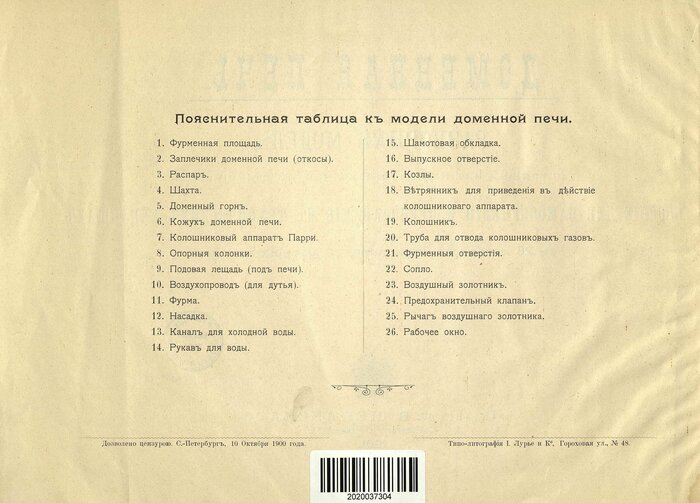 Пояснительная таблица къ модели доменной печи.
1. Фурменная площадь.
2. Заплечики доменной печи (откосы).
3. Распаръ.
4. Шахта.
5. Доменный горнъ.
6. Кожухъ доменной печи.
7. Колошниковый аппаратъ Парри.
8. Опорныя колонки.
9. Подовая лещадь (подъ печи).
10. Воздухопроводъ (для дутья).
11. Фурма.
12. Насадка.
13. Каналъ для холодной воды.
14. Рукавъ для воды.
15. Шамотовая обкладка.
16. Выпускное отверстіе.
17. Козлы.
18. Вѣтрянникъ для приведенія въ дѣйствіе
колошниковаго аппарата.
19. Колошникъ.
20. Труба для отвода колошниковыхъ газовъ.
21. Фурменныя отверстія.
22. Сопло.
23. Воздушный золотникъ.
24. Предохранительный клапанъ.
25. Рычагъ воздушнаго золотника.
26. Рабочее окно.
Дозволено цензурою. С.-Петербургъ, 10 Октября 1900 года.
Типо-литографія І. Лурье и Кº, Гороховая ул., № 48.
2020037304